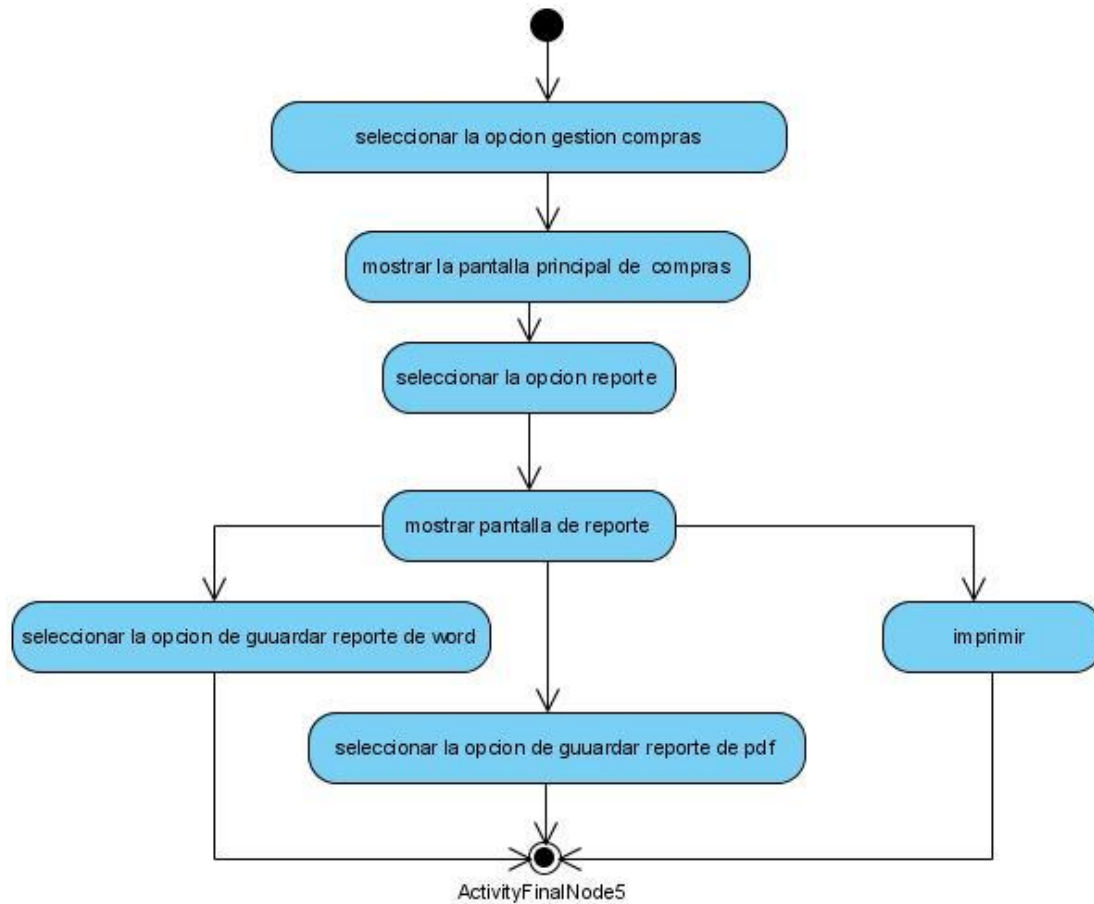 seleccionar la opcion gestion compras
mostrar la pantalla principal de compras
seleccionar la opcion reporte
mostrar pantalla de reporte
seleccionar la opcion de guuardar reporte de word
imprimir
seleccionar la opcion de guuardar reporte de pdf
ActivityFinalNode5